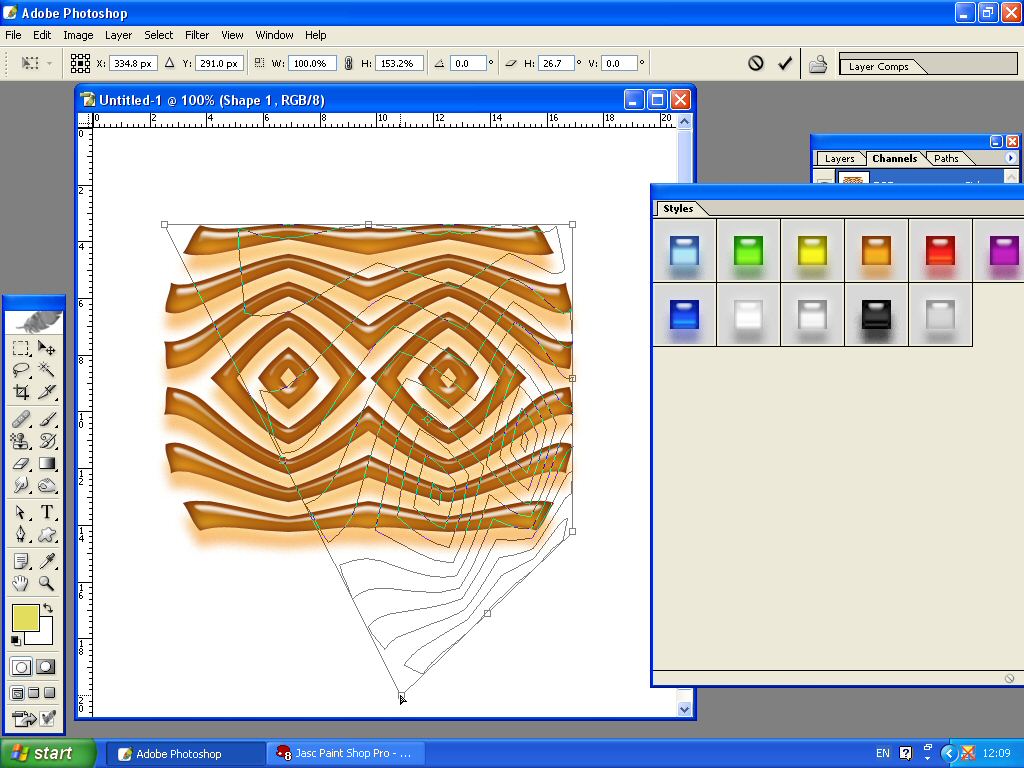 Adobe Photoshop
File Edit Image Layer Select Filter View Window Help
X: 334.8 px Y: 291.0 px W: 100.0% H: 153.2% 0.0 ° H: 26.7 ° V: 0.0 ° Layer Comps
Untitled-1 @ 100% (Shape 1, RGB/8)
0 2 4 6 8 10 12 14 16 18 20
Layers Channels Paths
Styles
0
2
4
6
8
10
12
14
16
18
20
T
start Adobe Photoshop 8 Jasc Paint Shop Pro - ... EN ? 12:09